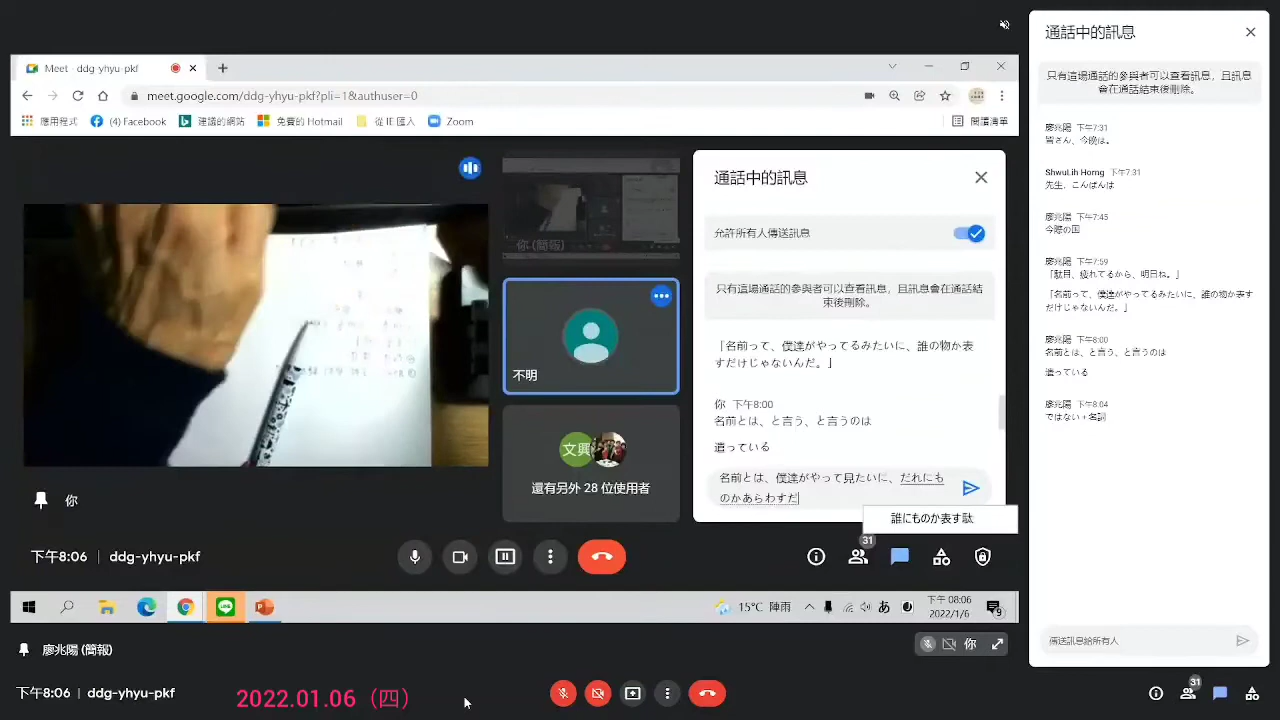 Meet - ddg-yhyu-pkf
meet.google.com/ddg-yhyu-pkf?pli=1&authuser=0
應用程式
(4) Facebook
建議的網站
免費的 Hotmail
從 IE 匯入
Zoom
閱讀清單
你 (簡報)
不明
文興
還有另外 28 位使用者
你
通話中的訊息
允許所有人傳送訊息
只有這場通話的參與者可以查看訊息，且訊息會在通話結
束後刪除。
「名前って、僕達がやってるみたいに、誰の物か表
すだけじゃないんだ。」
你 下午8:00
名前とは、と言う、と言うのは
遣っている
名前とは、僕達がやって見たいに、だれにも
のかあらわすだ
誰にものか表す駄
下午8:06 | ddg-yhyu-pkf
31
15°C 陣雨
あ
下午 08:06
2022/1/6
9
廖兆陽 (簡報)
你
下午8:06 | ddg-yhyu-pkf
2022.01.06（四）
通話中的訊息
只有這場通話的參與者可以查看訊息，且訊息
會在通話結束後刪除。
廖兆陽 下午7:31
皆さん、今晩は。
ShwuLih Horng 下午7:31
先生、こんばんは
廖兆陽 下午7:45
今際の国
廖兆陽 下午7:59
「駄目、疲れてるから、明日ね。」
「名前って、僕達がやってるみたいに、誰の物か表す
だけじゃないんだ。」
廖兆陽 下午8:00
名前とは、と言う、と言うのは
遣っている
廖兆陽 下午8:04
ではない＋名詞
傳送訊息給所有人
31